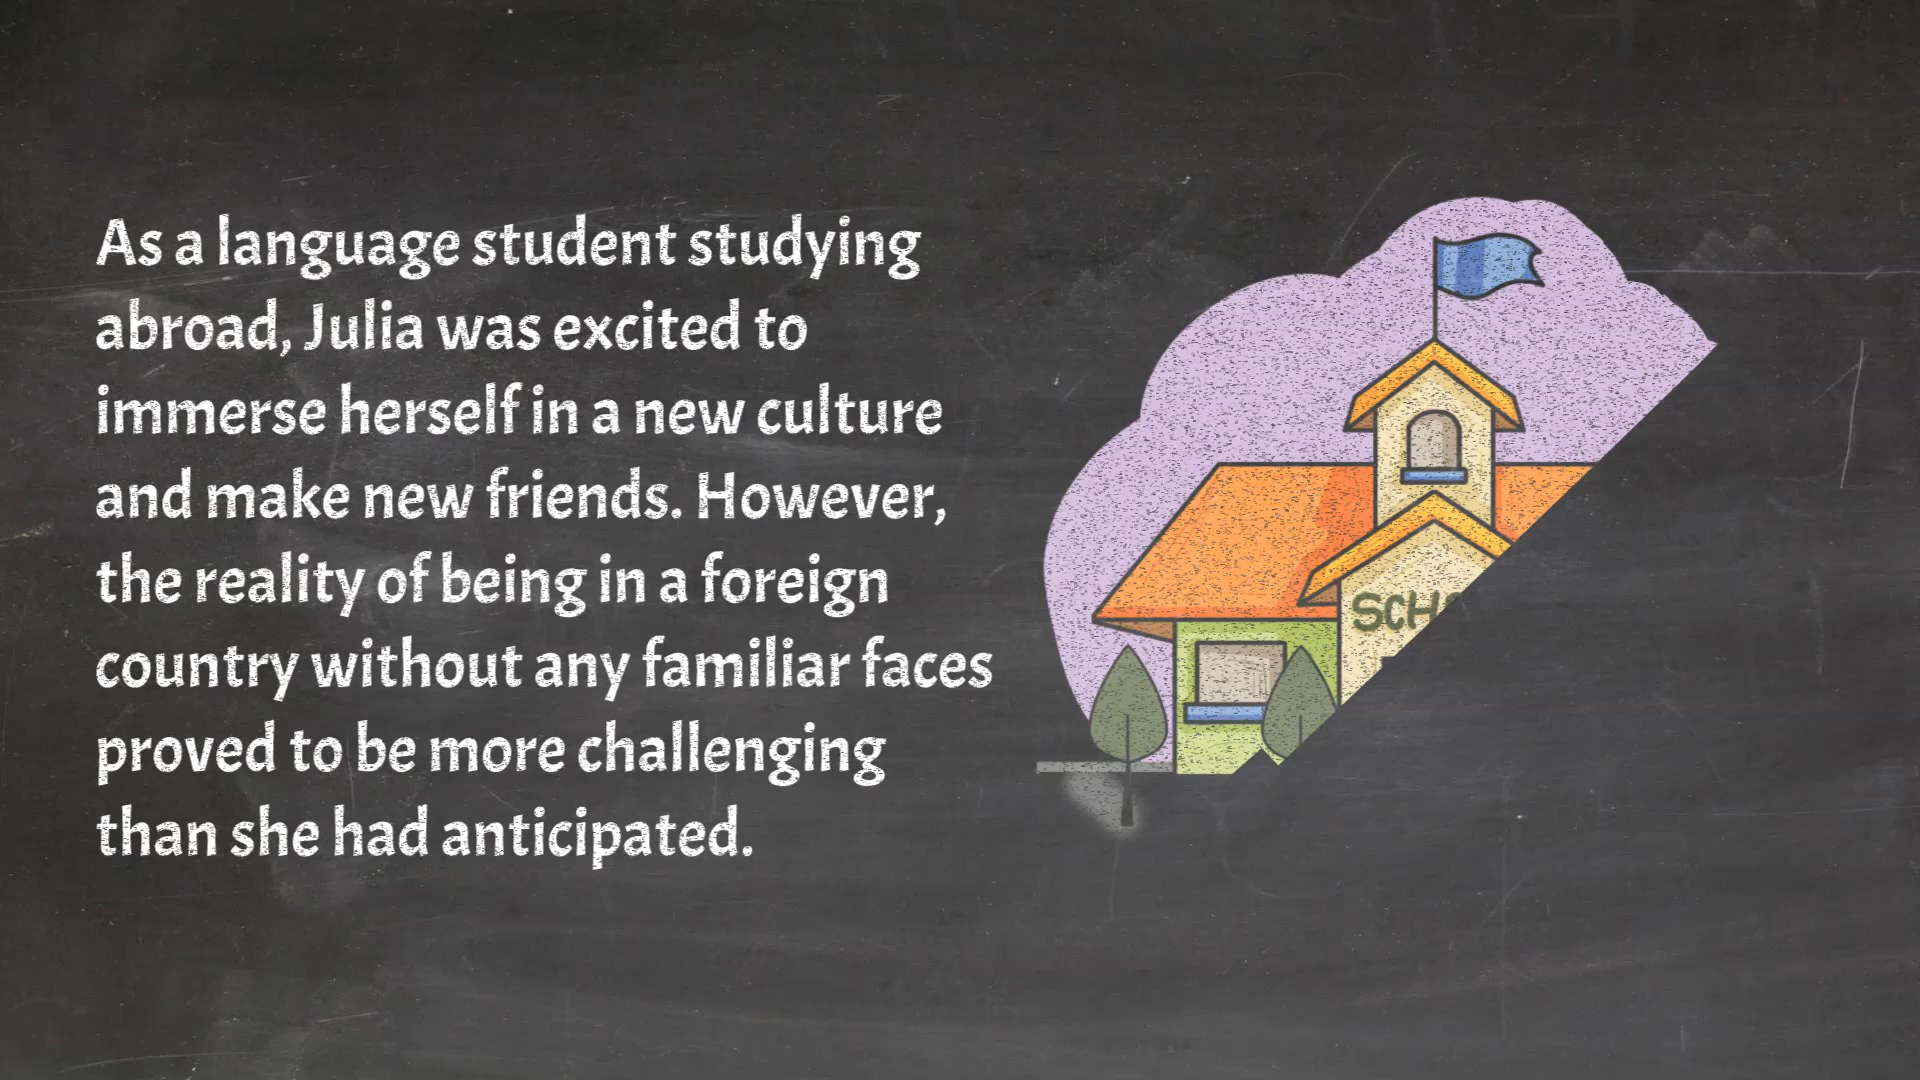 As a language student studying
abroad, Julia was excited to
immerse herself in a new culture
and make new friends. However,
the reality of being in a foreign
country without any familiar faces
proved to be more challenging
than she had anticipated.